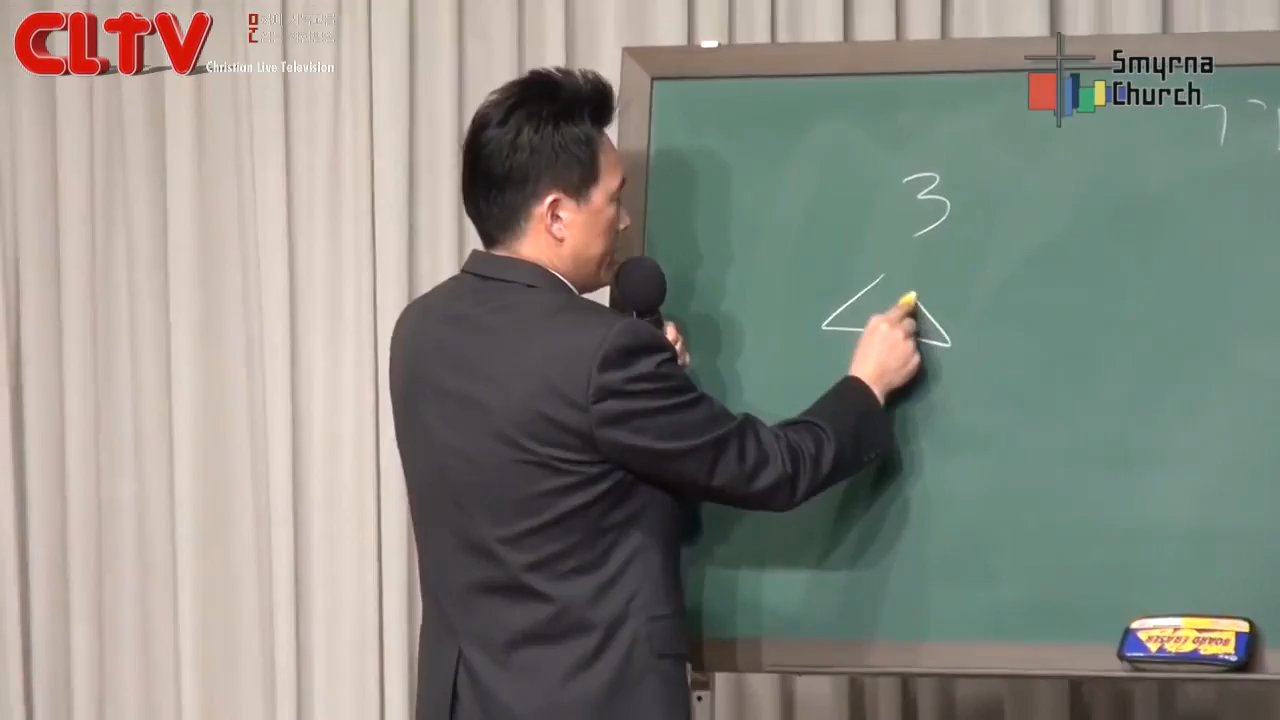 CLTV
Christian Live Television
Smyrna
Church
3
BOARD ERASER